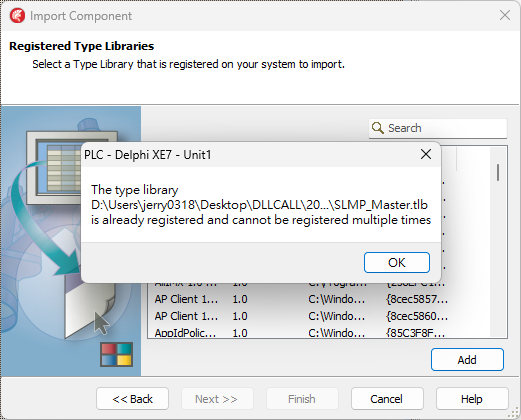 Import Component
Registered Type Libraries
Select a Type Library that is registered on your system to import.
Search
PLC - Delphi XE7 - Unit1
The type library
D:\Users\jerry0318\Desktop\DLLCALL\20...\SLMP_Master.tlb
is already registered and cannot be registered multiple times
OK
AP Client 1... 1.0 C:\Windo... {8cec5857...
AP Client 1... 1.0 C:\Windo... {8cec5860...
AppIdPolic... 1.0 C:\Windo... {85C3F8F...
Add
<< Back Next >> Finish Cancel Help